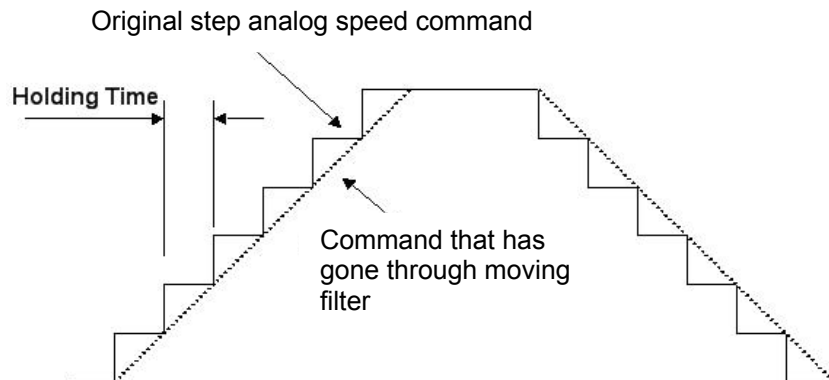 Original step analog speed command
Holding Time
Command that has
gone through moving
filter